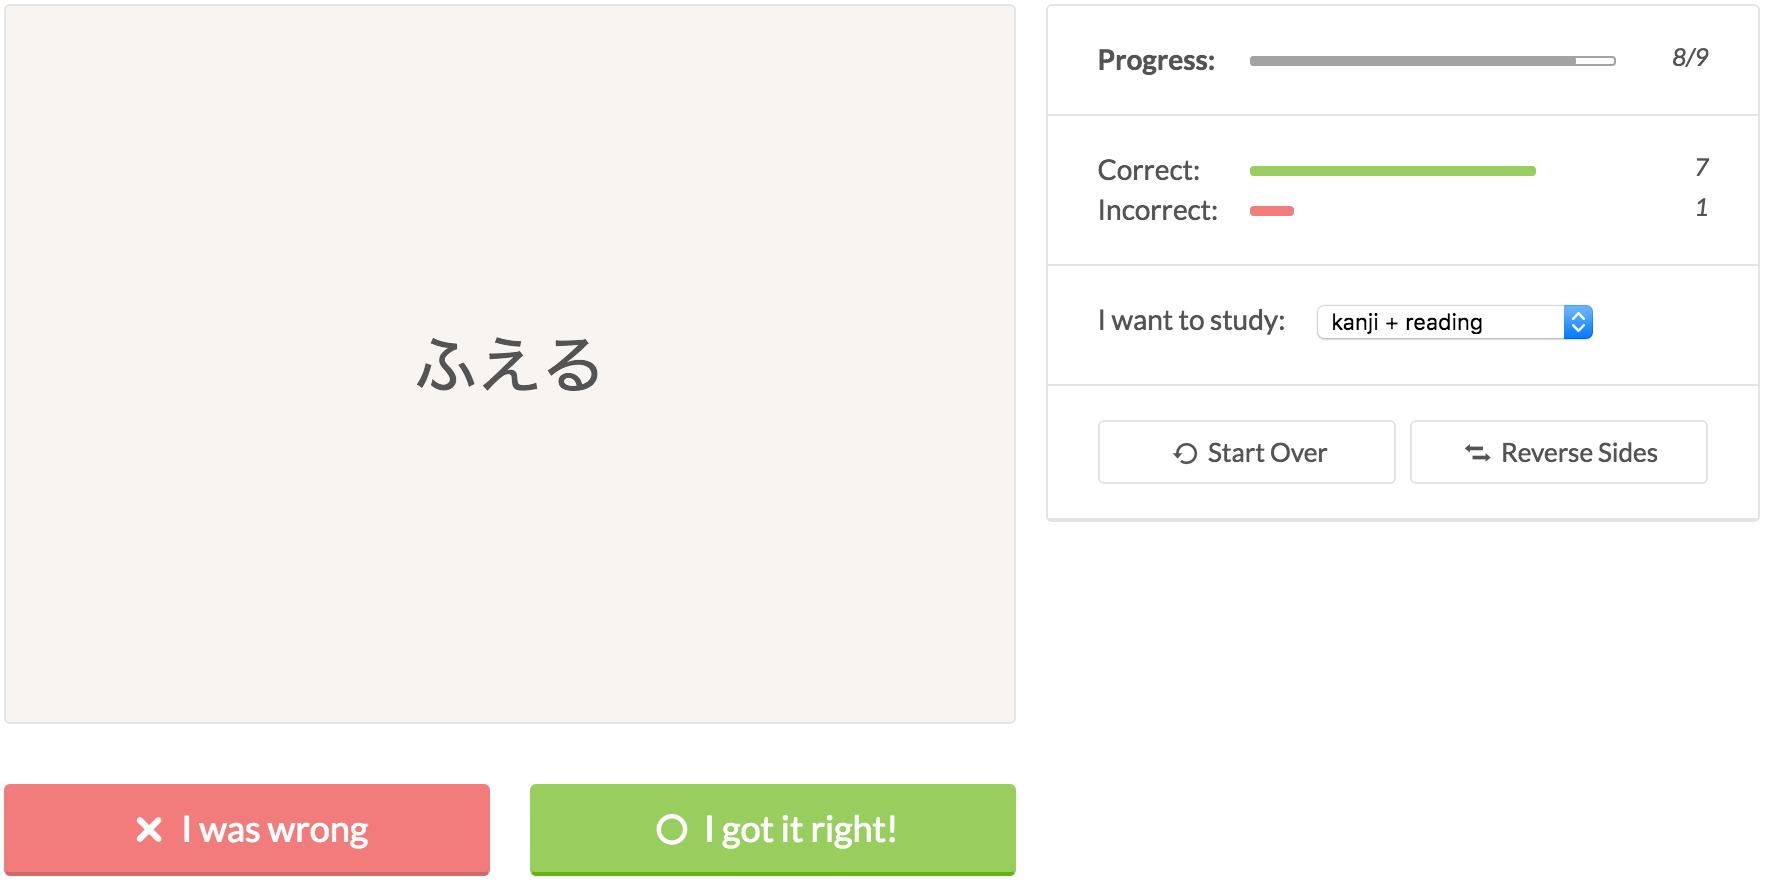 ふえる
I was wrong
I got it right!
Progress: 8/9
Correct: 7
Incorrect: 1
I want to study: kanji + reading
Start Over
Reverse Sides